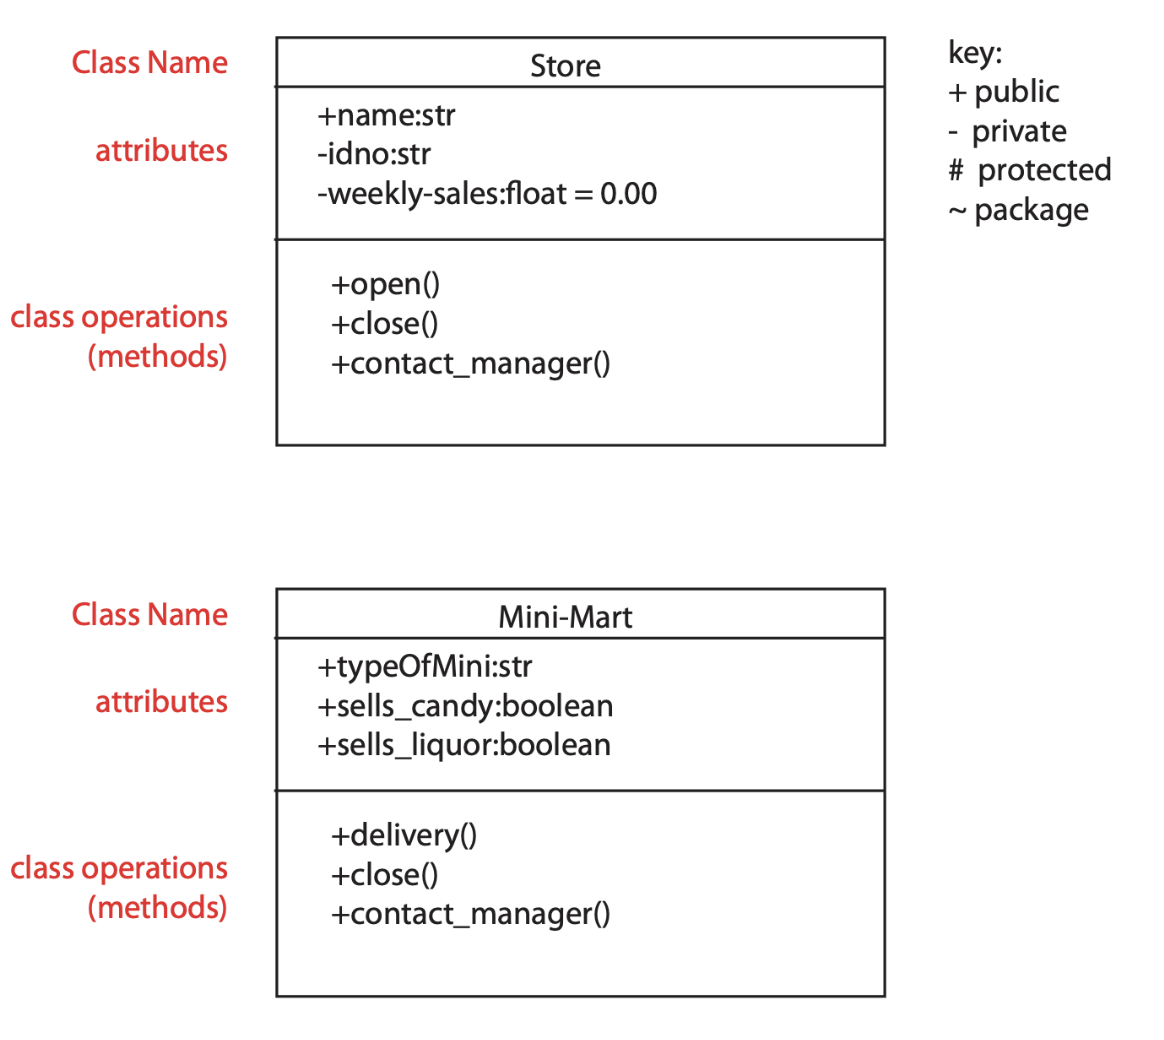 Class Name
Store
key:
+ public
- private
# protected
~ package
attributes
+name:str
-idno:str
-weekly-sales:float = 0.00
class operations
(methods)
+open()
+close()
+contact_manager()
Class Name
Mini-Mart
attributes
+typeOfMini:str
+sells_candy:boolean
+sells_liquor:boolean
class operations
(methods)
+delivery()
+close()
+contact_manager()